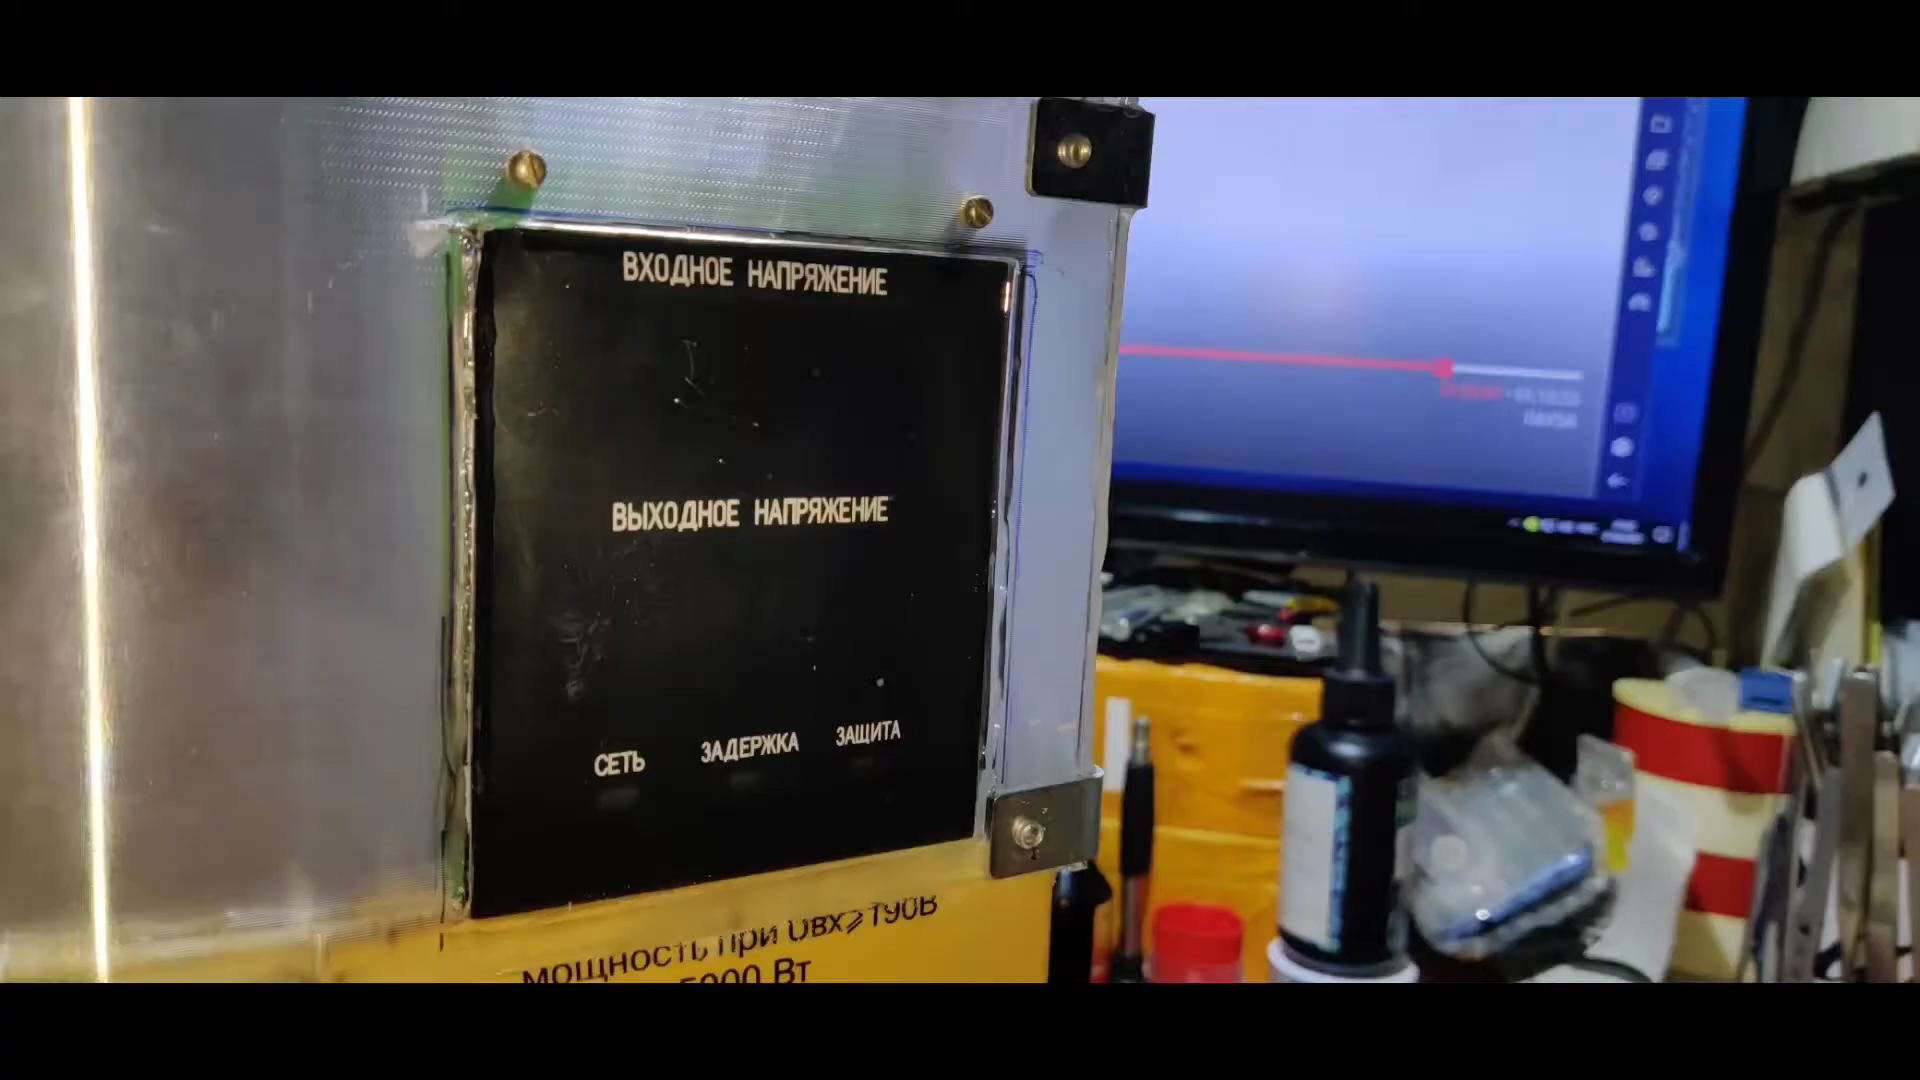 ВХОДНОЕ НАПРЯЖЕНИЕ
ВЫХОДНОЕ НАПРЯЖЕНИЕ
СЕТЬ ЗАДЕРЖКА ЗАЩИТА
мощность при Uвх⩾190В
5000 Вт